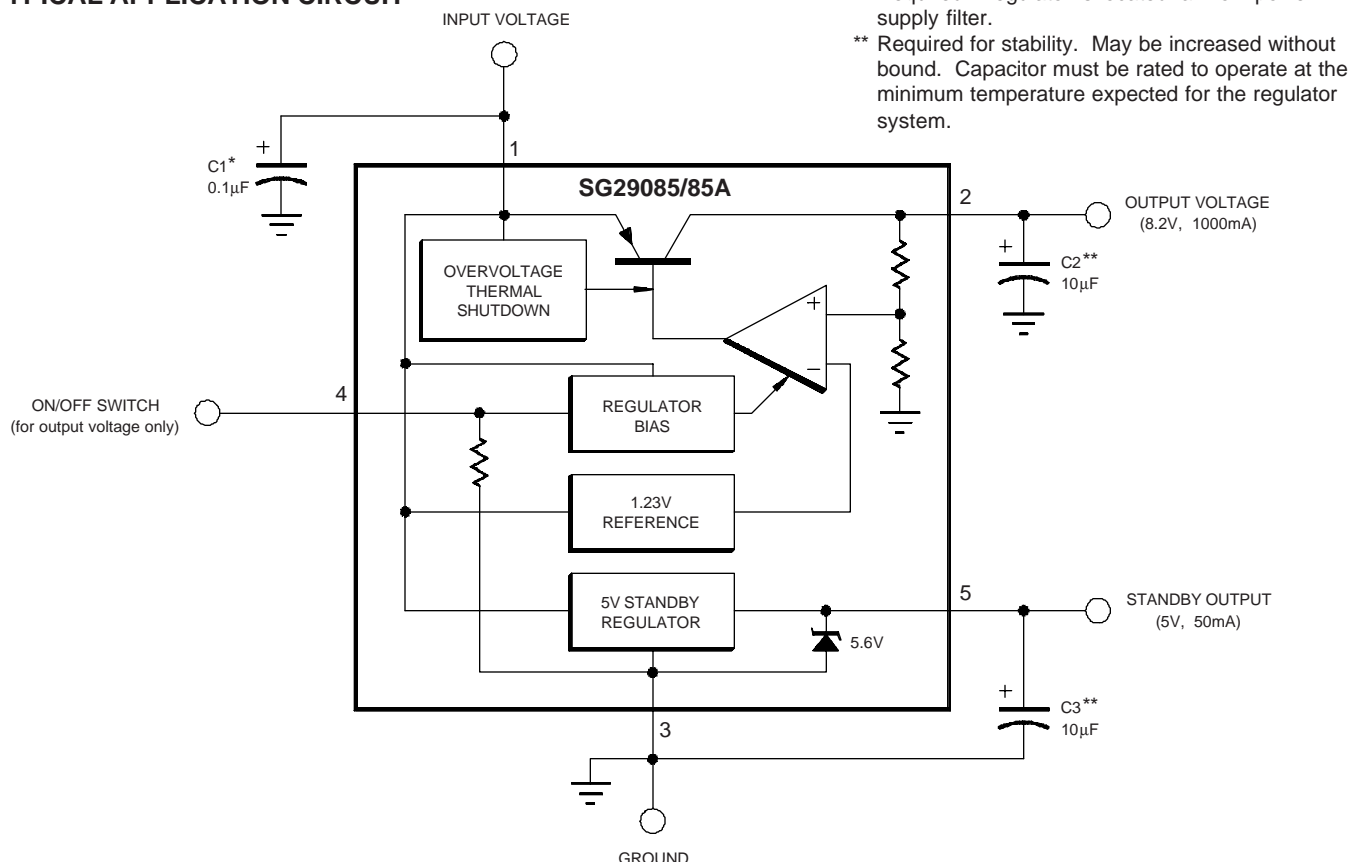 TYPICAL APPLICATION CIRCUIT
supply filter.
** Required for stability. May be increased without
bound. Capacitor must be rated to operate at the
minimum temperature expected for the regulator
system.
INPUT VOLTAGE
+
C1*
0.1µF
1
SG29085/85A
2
OUTPUT VOLTAGE
(8.2V, 1000mA)
+
C2**
10µF
OVERVOLTAGE
THERMAL
SHUTDOWN
+
−
4
ON/OFF SWITCH
(for output voltage only)
REGULATOR
BIAS
1.23V
REFERENCE
5V STANDBY
REGULATOR
5.6V
5
STANDBY OUTPUT
(5V, 50mA)
+
C3**
10µF
3
GROUND